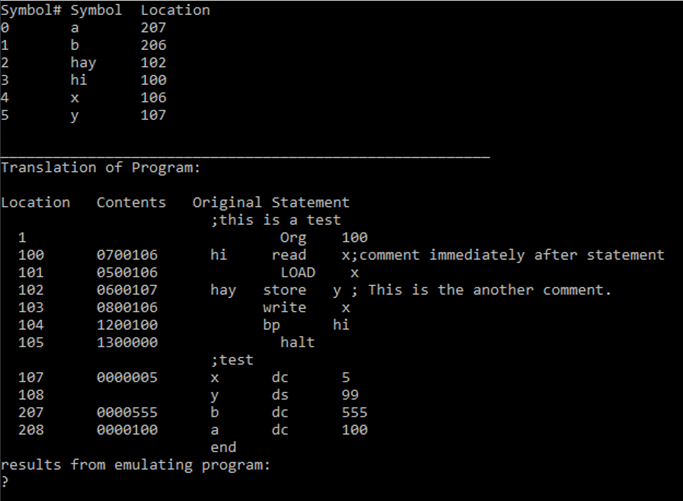 Symbol# Symbol  Location
0       a       207
1       b       206
2       hay     102
3       hi      100
4       x       106
5       y       107
________________________________________________________
Translation of Program:
Location   Contents   Original Statement
                        ;this is a test
  1                             Org    100
 100      0700106      hi     read    x;comment immediately after statement
 101      0500106              LOAD    x
 102      0600107      hay   store   y ; This is the another comment.
 103      0800106            write    x
 104      1200100            bp      hi
 105      1300000              halt
                       ;test
 107      0000005      x      dc      5
 108                   y      ds      99
 207      0000555      b      dc      555
 208      0000100      a      dc      100
                       end
results from emulating program:
?